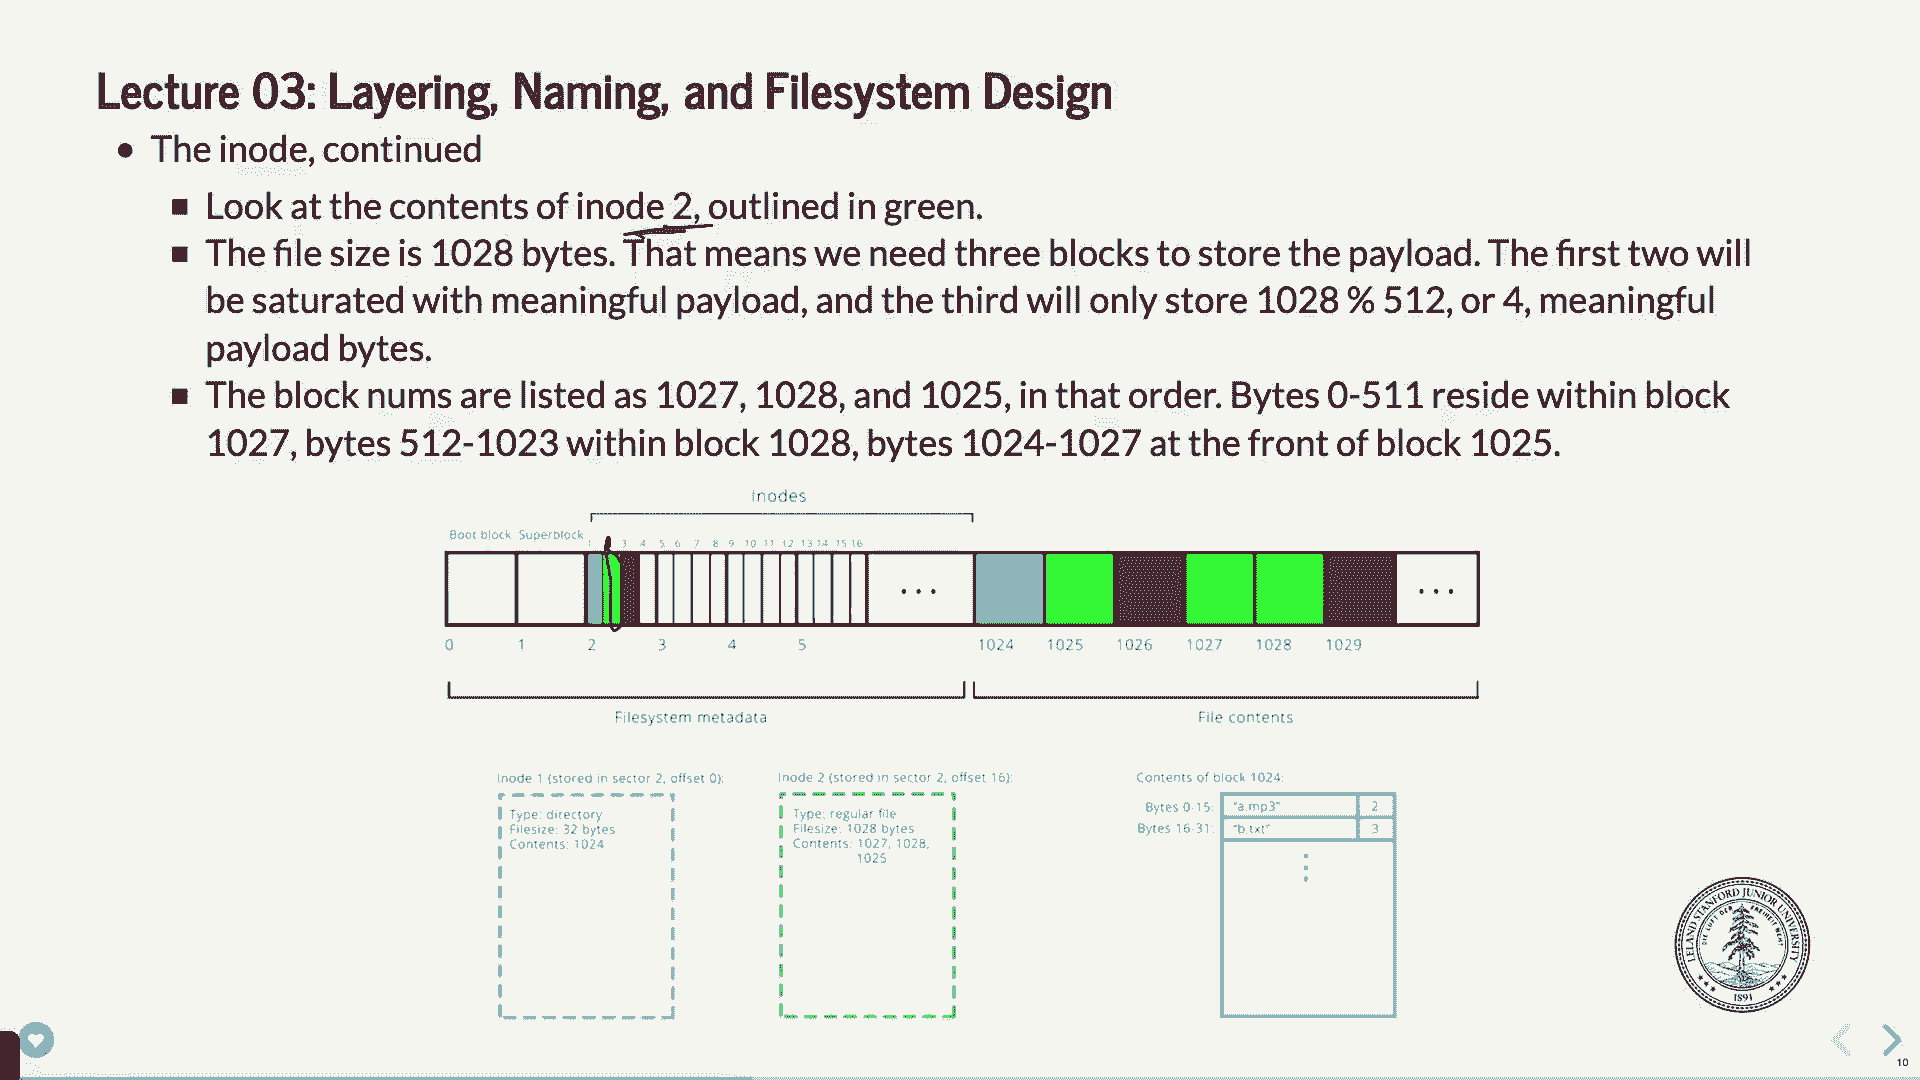 Lecture 03: Layering, Naming, and Filesystem Design
• The inode, continued
▪ Look at the contents of inode 2, outlined in green.
▪ The file size is 1028 bytes. That means we need three blocks to store the payload. The first two will
be saturated with meaningful payload, and the third will only store 1028 % 512, or 4, meaningful
payload bytes.
▪ The block nums are listed as 1027, 1028, and 1025, in that order. Bytes 0-511 reside within block
1027, bytes 512-1023 within block 1028, bytes 1024-1027 at the front of block 1025.
Inodes
Boot block Superblock 1 3 4 5 6 7 8 9 10 11 12 13 14 15 16
... ...
0 1 2 3 4 5 1024 1025 1026 1027 1028 1029
Filesystem metadata File contents
Inode 1 (stored in sector 2, offset 0):
Type: directory
Filesize: 32 bytes
Contents: 1024
Inode 2 (stored in sector 2, offset 16):
Type: regular file
Filesize: 1028 bytes
Contents: 1027, 1028,
1025
Contents of block 1024:
Bytes 0-15: "a.mp3" 2
Bytes 16-31: "b.txt" 3
LELAND STANFORD JUNIOR UNIVERSITY
DIE LUFT DER FREIHEIT WEHT
1891
10